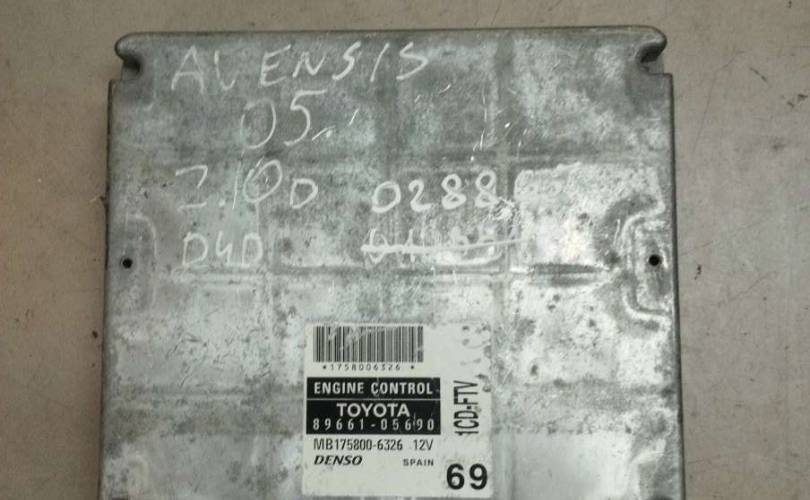 AVENSIS
05
2.10D 0288
D4D
*1758006326*
ENGINE CONTROL
TOYOTA
89661-05690
MB175800-6326 12V
DENSO SPAIN
69
1CD-FTV